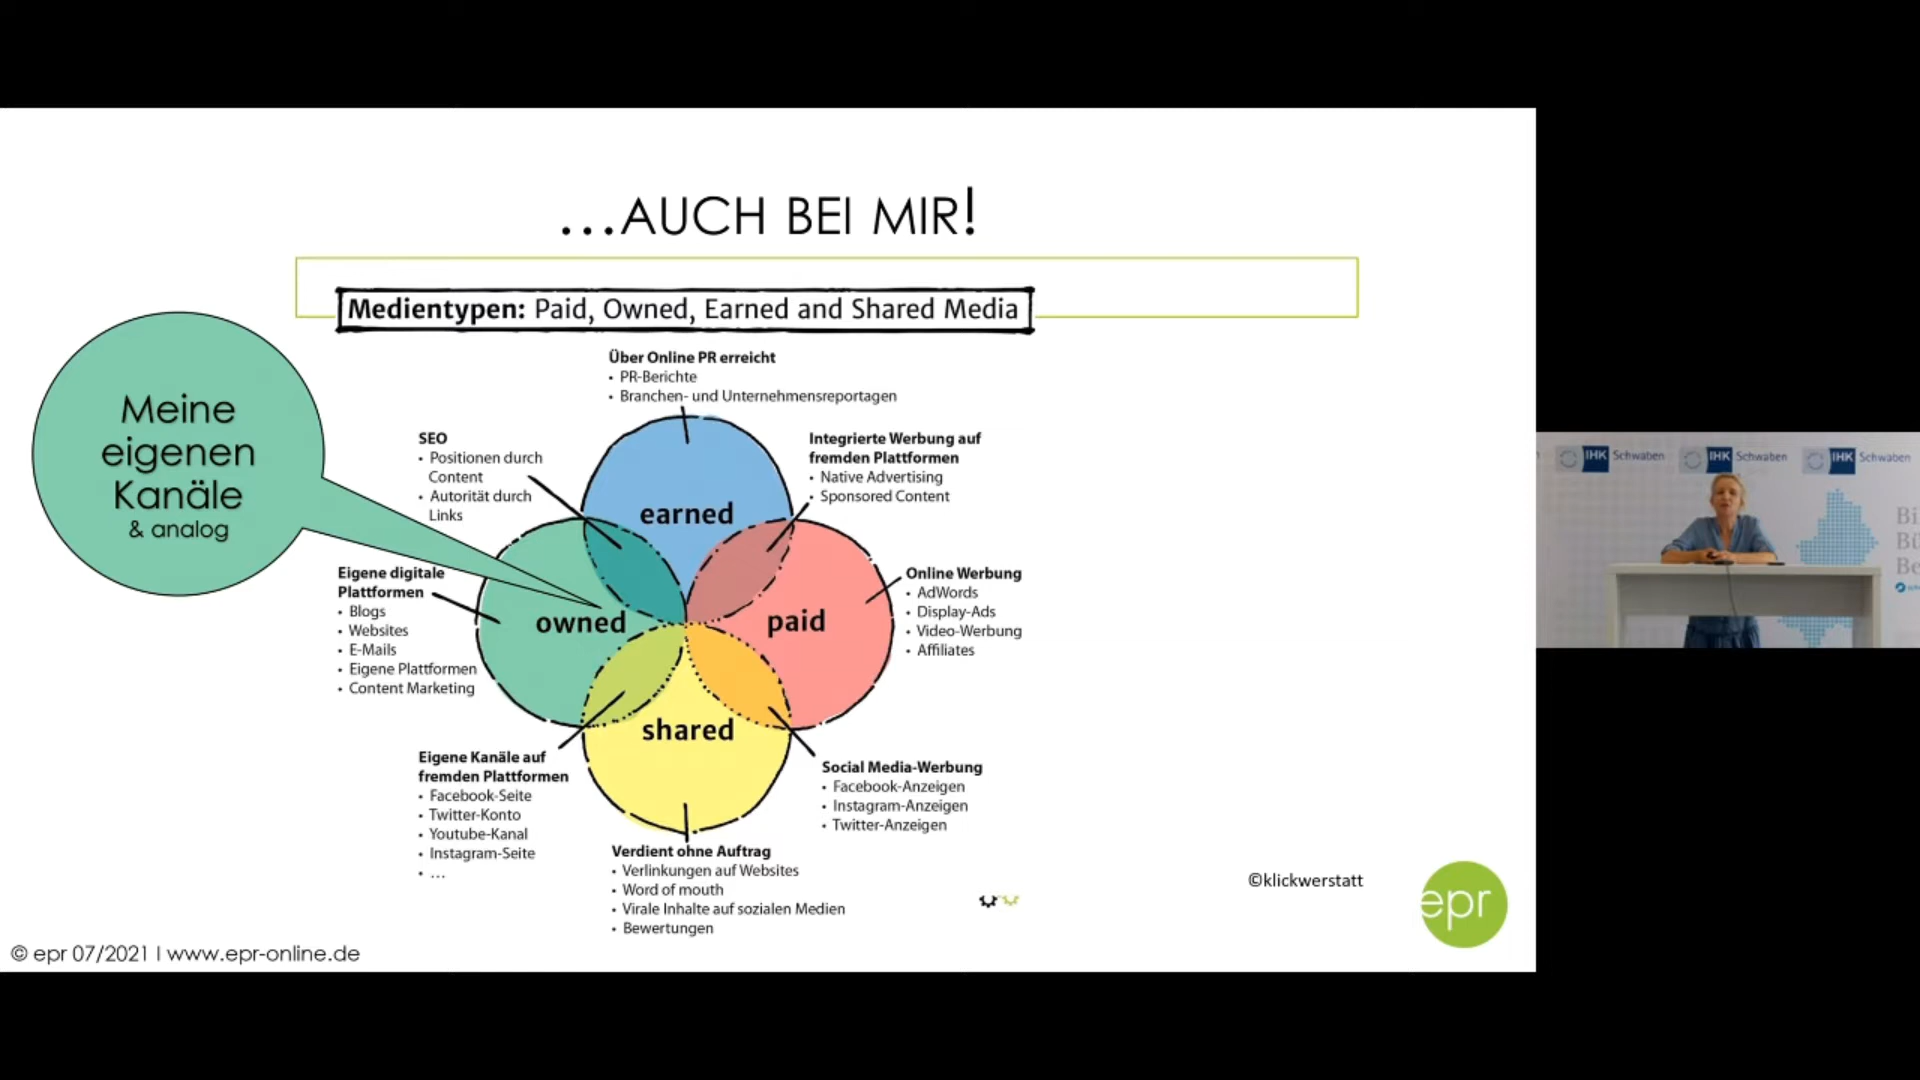 ...AUCH BEI MIR!
Medientypen: Paid, Owned, Earned and Shared Media
Meine
eigenen
Kanäle
& analog
Über Online PR erreicht
• PR-Berichte
• Branchen- und Unternehmensreportagen
SEO
• Positionen durch
Content
• Autorität durch
Links
Integrierte Werbung auf
fremden Plattformen
• Native Advertising
• Sponsored Content
earned
Eigene digitale
Plattformen
• Blogs
• Websites
• E-Mails
• Eigene Plattformen
• Content Marketing
owned
paid
Online Werbung
• AdWords
• Display-Ads
• Video-Werbung
• Affiliates
shared
Eigene Kanäle auf
fremden Plattformen
• Facebook-Seite
• Twitter-Konto
• Youtube-Kanal
• Instagram-Seite
• ...
Social Media-Werbung
• Facebook-Anzeigen
• Instagram-Anzeigen
• Twitter-Anzeigen
Verdient ohne Auftrag
• Verlinkungen auf Websites
• Word of mouth
• Virale Inhalte auf sozialen Medien
• Bewertungen
©klickwerstatt
epr
© epr 07/2021 | www.epr-online.de
IHK Schwaben
IHK Schwaben
IHK Schwaben
Bi
Bü
Be